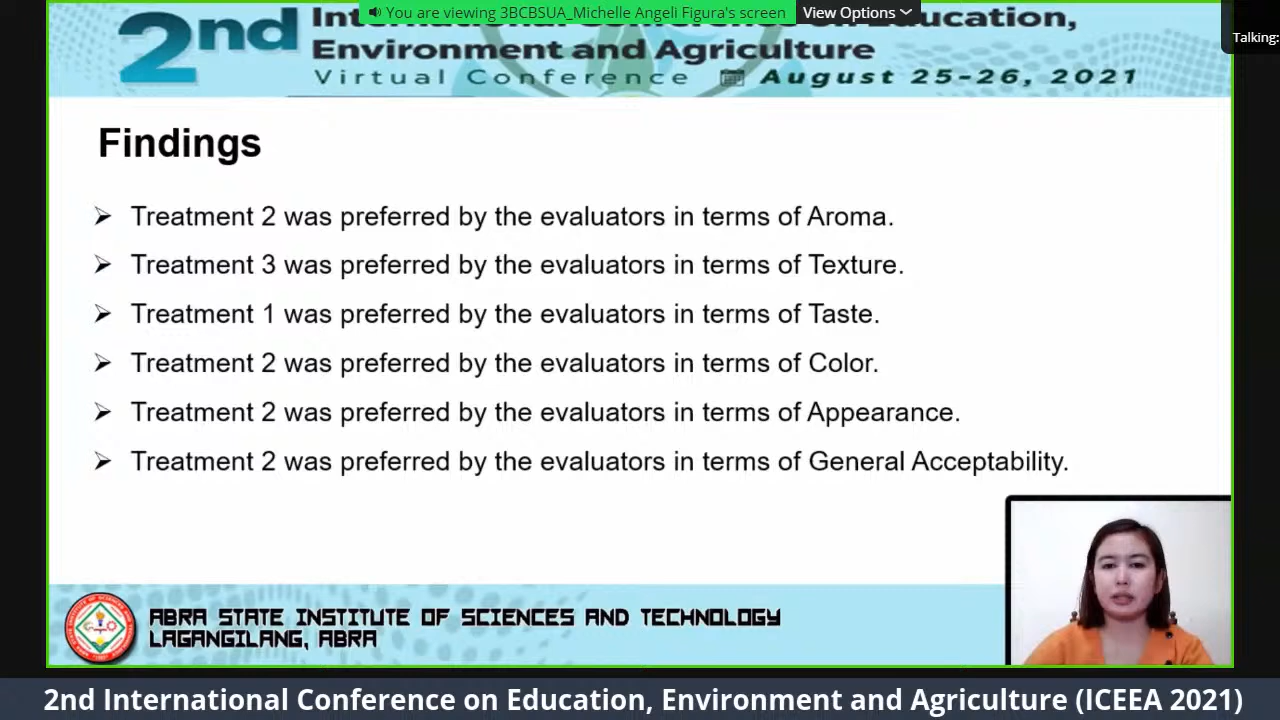 You are viewing 3BCBSUA_Michelle Angeli Figura's screen
View Options
Talking:
2nd
Education,
Environment and Agriculture
Virtual Conference August 25-26, 2021
Findings
➢ Treatment 2 was preferred by the evaluators in terms of Aroma.
➢ Treatment 3 was preferred by the evaluators in terms of Texture.
➢ Treatment 1 was preferred by the evaluators in terms of Taste.
➢ Treatment 2 was preferred by the evaluators in terms of Color.
➢ Treatment 2 was preferred by the evaluators in terms of Appearance.
➢ Treatment 2 was preferred by the evaluators in terms of General Acceptability.
ABRA STATE INSTITUTE OF SCIENCES AND TECHNOLOGY
LAGANGILANG, ABRA
2nd International Conference on Education, Environment and Agriculture (ICEEA 2021)